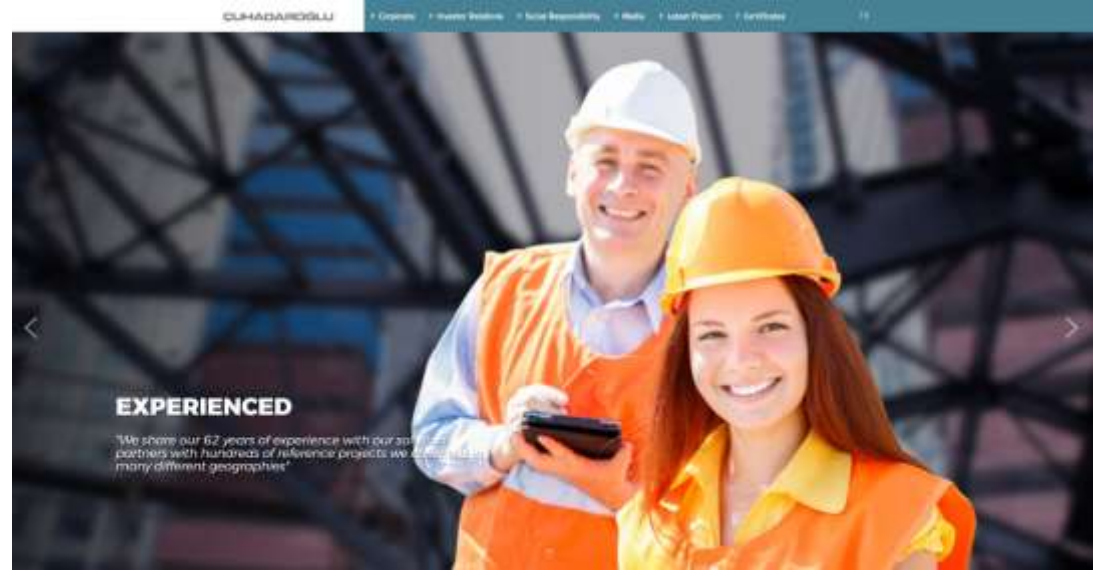 ÇUHADAROĞLU
Corporate Investor Relations Social Responsibility Media Latest Projects Certificates
EXPERIENCED
"We share our 62 years of experience with our
partners with hundreds of reference projects we
many different geographies"